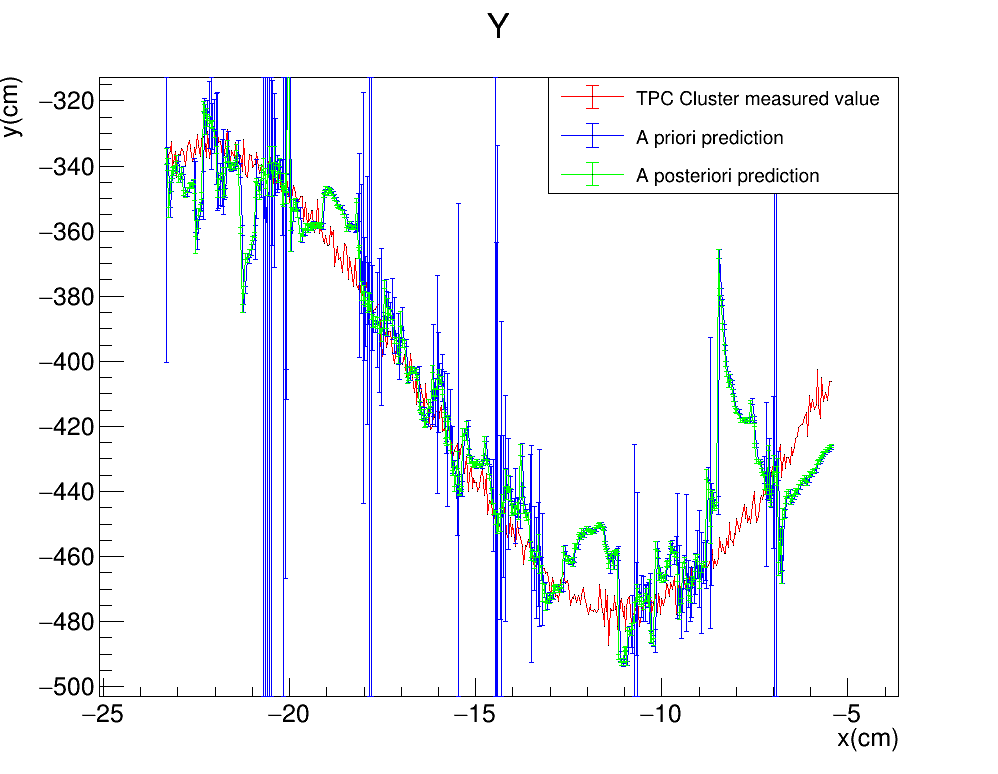 Y
y(cm)
TPC Cluster measured value
A priori prediction
A posteriori prediction
−320
−340
−360
−380
−400
−420
−440
−460
−480
−500
−25
−20
−15
−10
−5
x(cm)